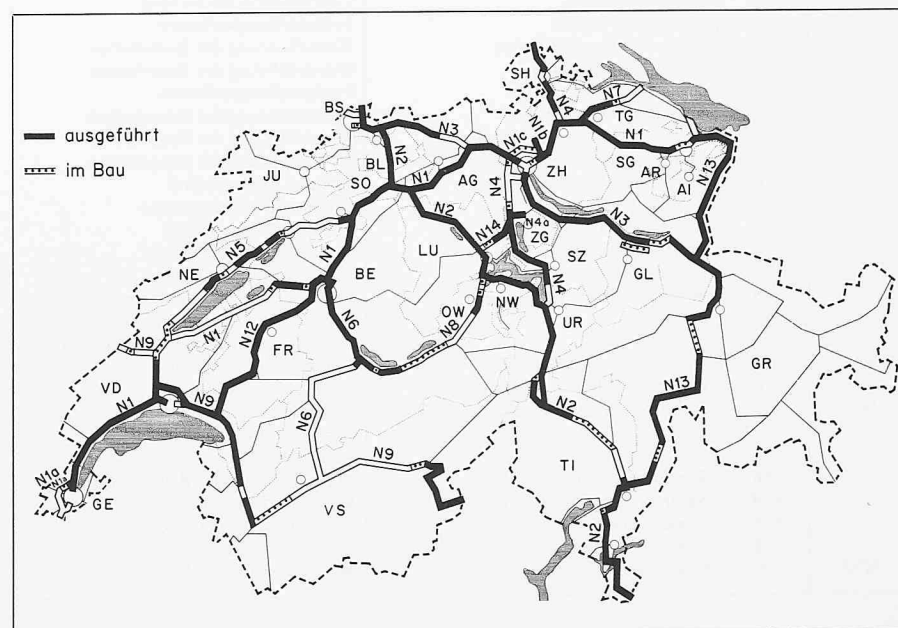 ausgeführt
im Bau
SH
N4
N7
TG
BS
N3
N1c
N1b
N1
N2
BL
ZH
SG
AR
AI
N13
JU
SO
N1
AG
N4
N2
N14
N4a
ZG
N3
N5
NE
N1
BE
LU
SZ
GL
N4
OW
NW
N8
UR
N9
N1
N12
FR
N6
GR
VD
N9
N1
N6
N2
N13
N9
TI
N1a
N1a
GE
VS
N2